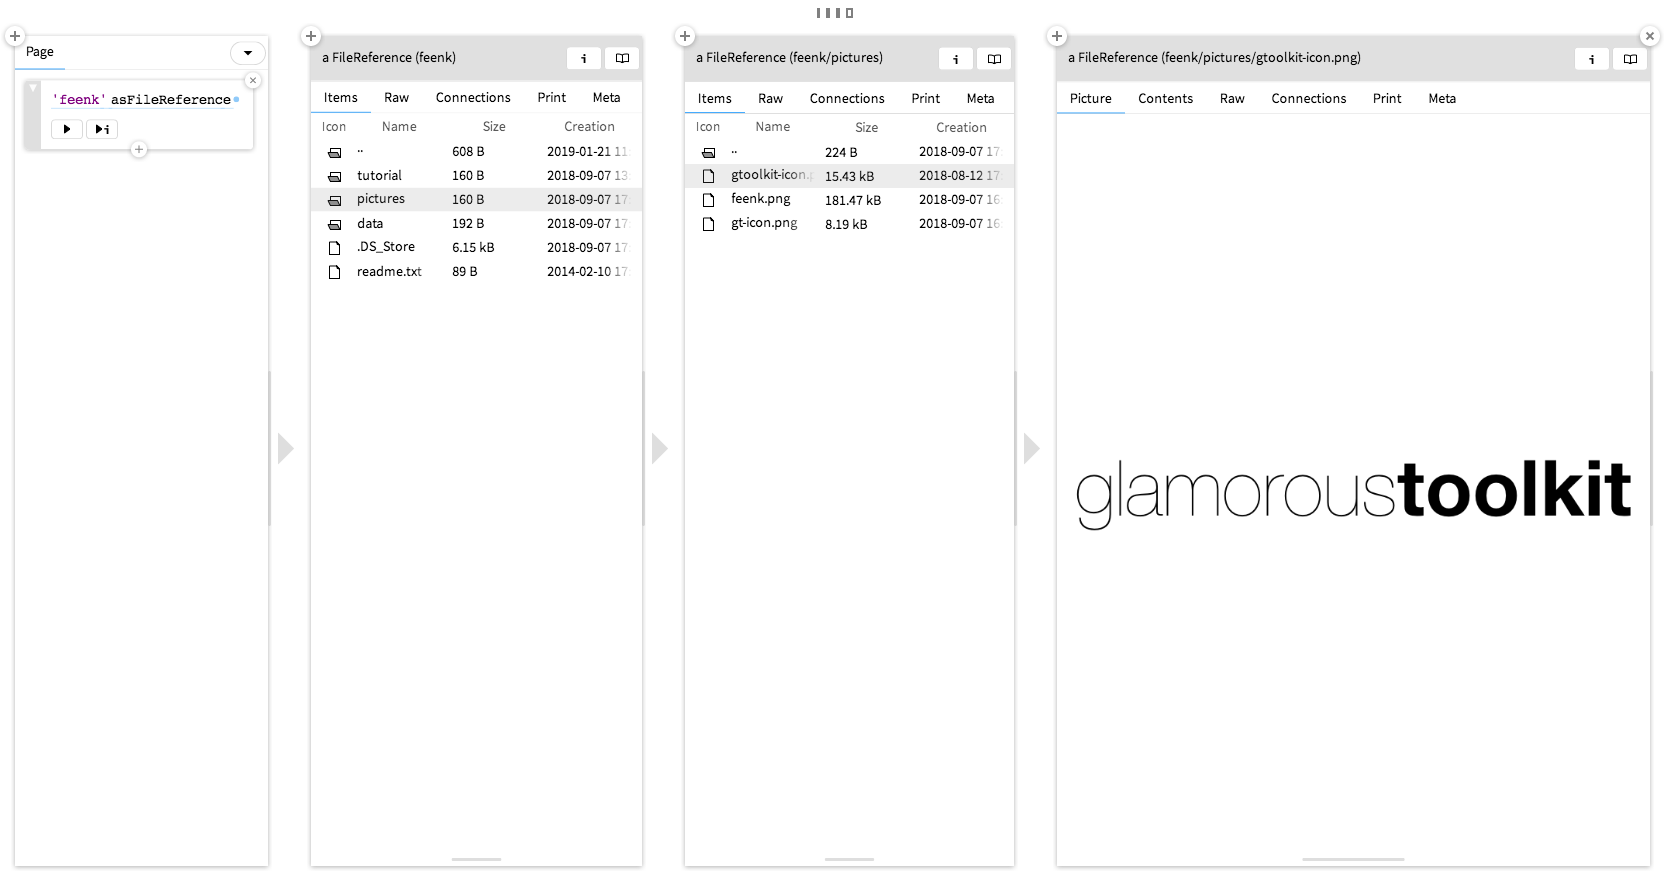 Page
'feenk' asFileReference
i
a FileReference (feenk)
i
Items Raw Connections Print Meta
Icon Name Size Creation
.. 608 B 2019-01-21 11
tutorial 160 B 2018-09-07 13
pictures 160 B 2018-09-07 17
data 192 B 2018-09-07 17
.DS_Store 6.15 kB 2018-09-07 17
readme.txt 89 B 2014-02-10 17
a FileReference (feenk/pictures)
i
Items Raw Connections Print Meta
Icon Name Size Creation
.. 224 B 2018-09-07 17
gtoolkit-icon. 15.43 kB 2018-08-12 17
feenk.png 181.47 kB 2018-09-07 16
gt-icon.png 8.19 kB 2018-09-07 16
a FileReference (feenk/pictures/gtoolkit-icon.png)
i
Picture Contents Raw Connections Print Meta
glamoroustoolkit